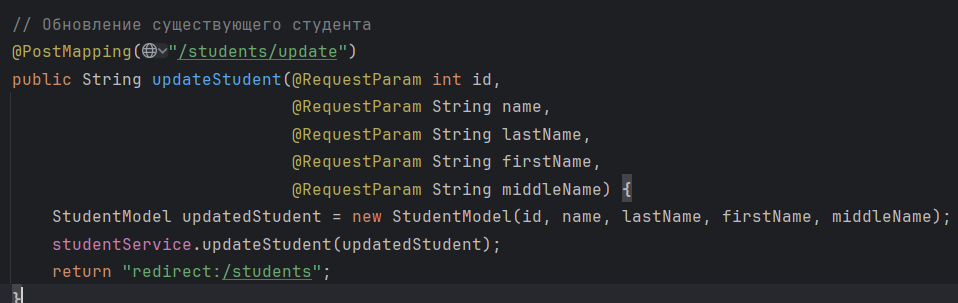 // Обновление существующего студента
@PostMapping("/students/update")
public String updateStudent(@RequestParam int id,
@RequestParam String name,
@RequestParam String lastName,
@RequestParam String firstName,
@RequestParam String middleName) {
StudentModel updatedStudent = new StudentModel(id, name, lastName, firstName, middleName);
studentService.updateStudent(updatedStudent);
return "redirect:/students";
}